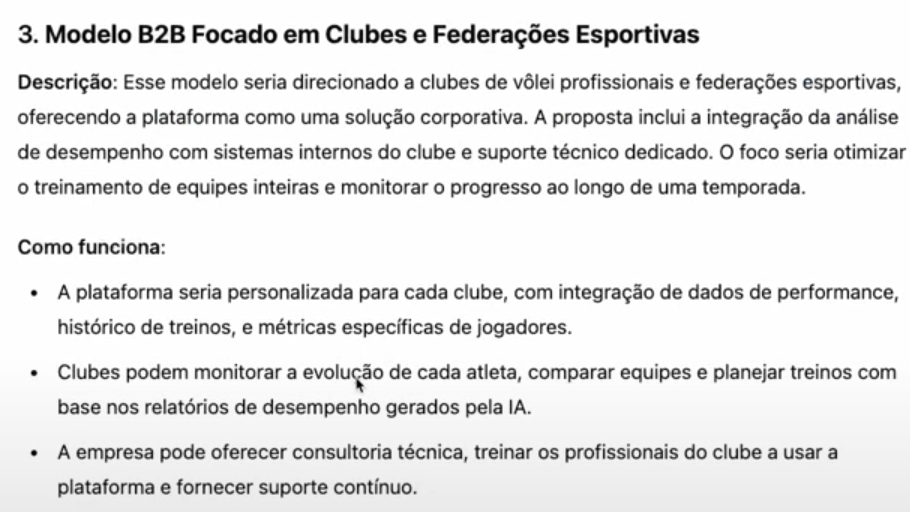 3. Modelo B2B Focado em Clubes e Federações Esportivas
Descrição: Esse modelo seria direcionado a clubes de vôlei profissionais e federações esportivas,
oferecendo a plataforma como uma solução corporativa. A proposta inclui a integração da análise
de desempenho com sistemas internos do clube e suporte técnico dedicado. O foco seria otimizar
o treinamento de equipes inteiras e monitorar o progresso ao longo de uma temporada.
Como funciona:
• A plataforma seria personalizada para cada clube, com integração de dados de performance,
histórico de treinos, e métricas específicas de jogadores.
• Clubes podem monitorar a evolução de cada atleta, comparar equipes e planejar treinos com
base nos relatórios de desempenho gerados pela IA.
• A empresa pode oferecer consultoria técnica, treinar os profissionais do clube a usar a
plataforma e fornecer suporte contínuo.